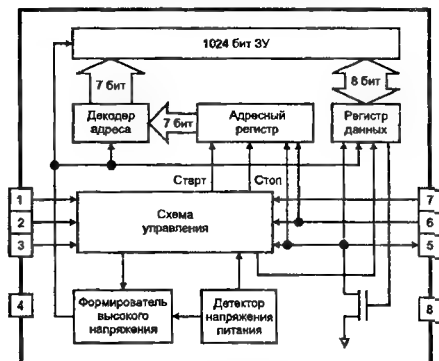 1024 бит ЗУ
7 бит
8 бит
Декодер
адреса
7 бит
Адресный
регистр
Регистр
данных
Старт
Стоп
1
2
3
4
Схема
управления
7
6
5
8
Формирователь
высокого
напряжения
Детектор
напряжения
питания